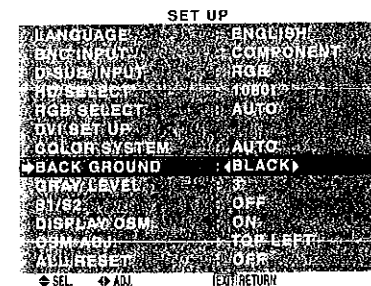 SET UP
LANGUAGE : ENGLISH
BNC INPUT : COMPONENT
D-SUB INPUT : RGB
HD SELECT : 1080I
RGB SELECT : AUTO
DVI SET UP
COLOR SYSTEM : AUTO
BACK GROUND : BLACK
GRAY LEVEL : 3
S1/S2 : OFF
DISPLAY OSM : ON
OSM ADJ. : TOP LEFT
ALL RESET : OFF
SEL. ADJ. EXIT RETURN